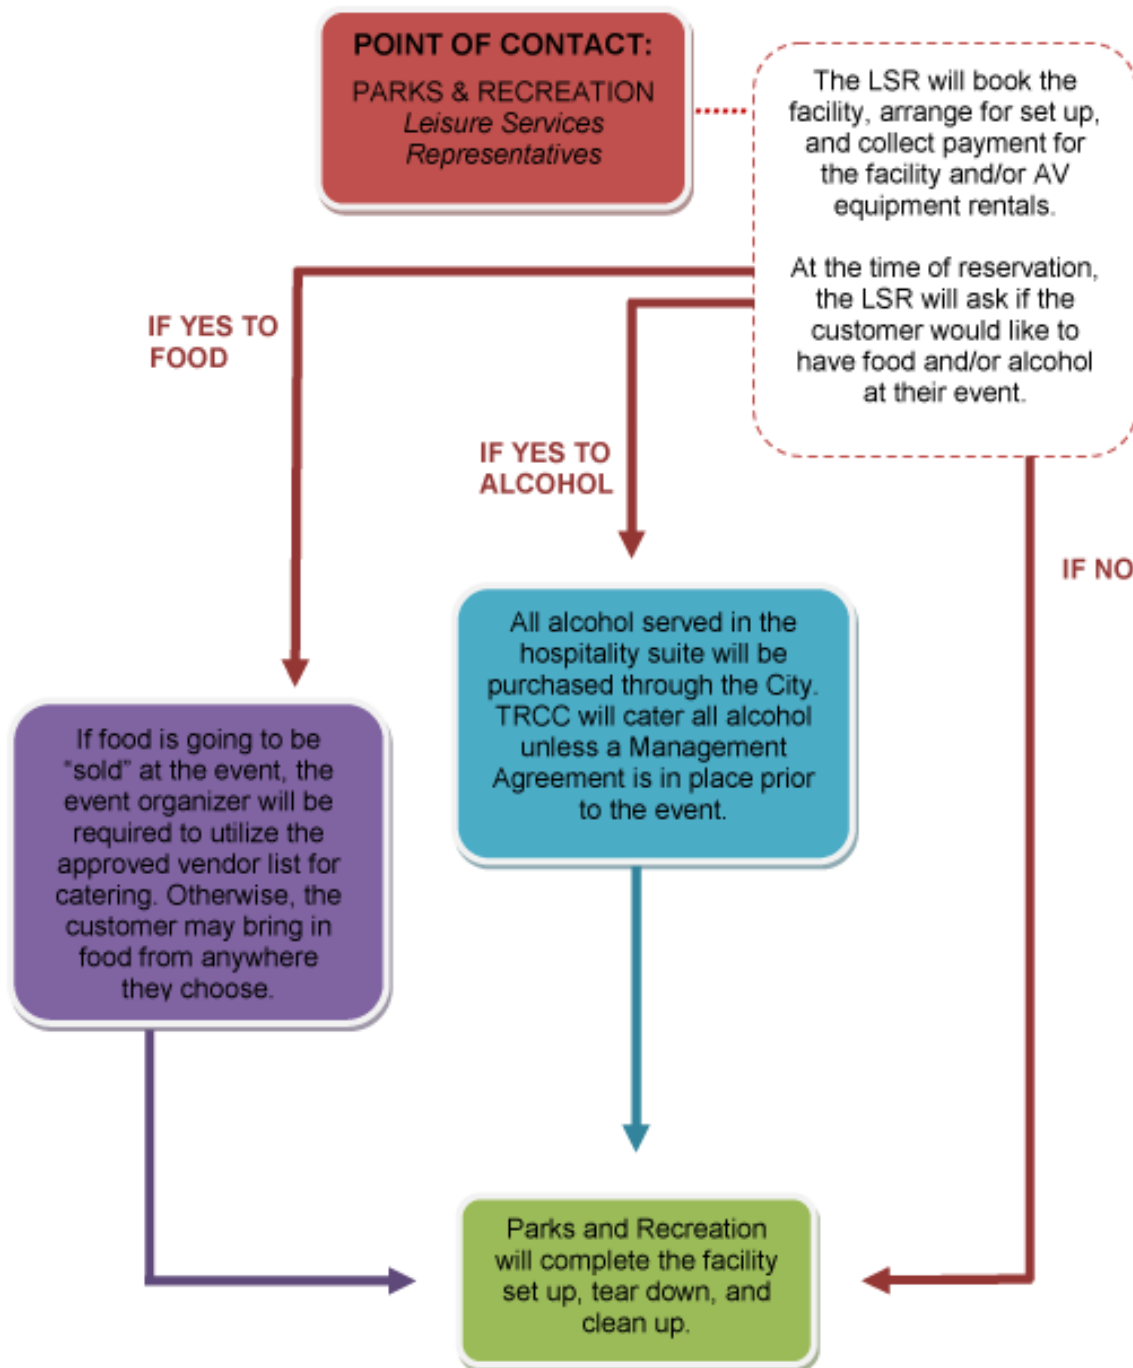 POINT OF CONTACT:
PARKS & RECREATION
Leisure Services
Representatives
The LSR will book the
facility, arrange for set up,
and collect payment for
the facility and/or AV
equipment rentals.
At the time of reservation,
the LSR will ask if the
customer would like to
have food and/or alcohol
at their event.
IF YES TO
FOOD
IF YES TO
ALCOHOL
IF NO
All alcohol served in the
hospitality suite will be
purchased through the City.
TRCC will cater all alcohol
unless a Management
Agreement is in place prior
to the event.
If food is going to be
“sold” at the event, the
event organizer will be
required to utilize the
approved vendor list for
catering. Otherwise, the
customer may bring in
food from anywhere
they choose.
Parks and Recreation
will complete the facility
set up, tear down, and
clean up.